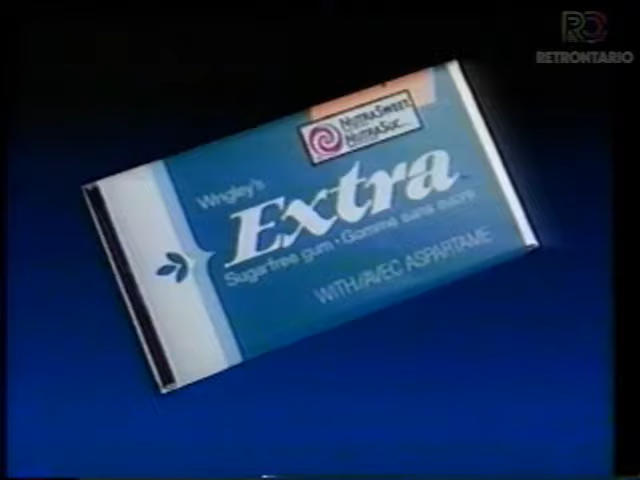 RETRONTARIO
NUTRASWEET
NUTRASUC
Wrigley's
Extra
Sugarfree gum • Gomme sans sucre
WITH/AVEC ASPARTAME